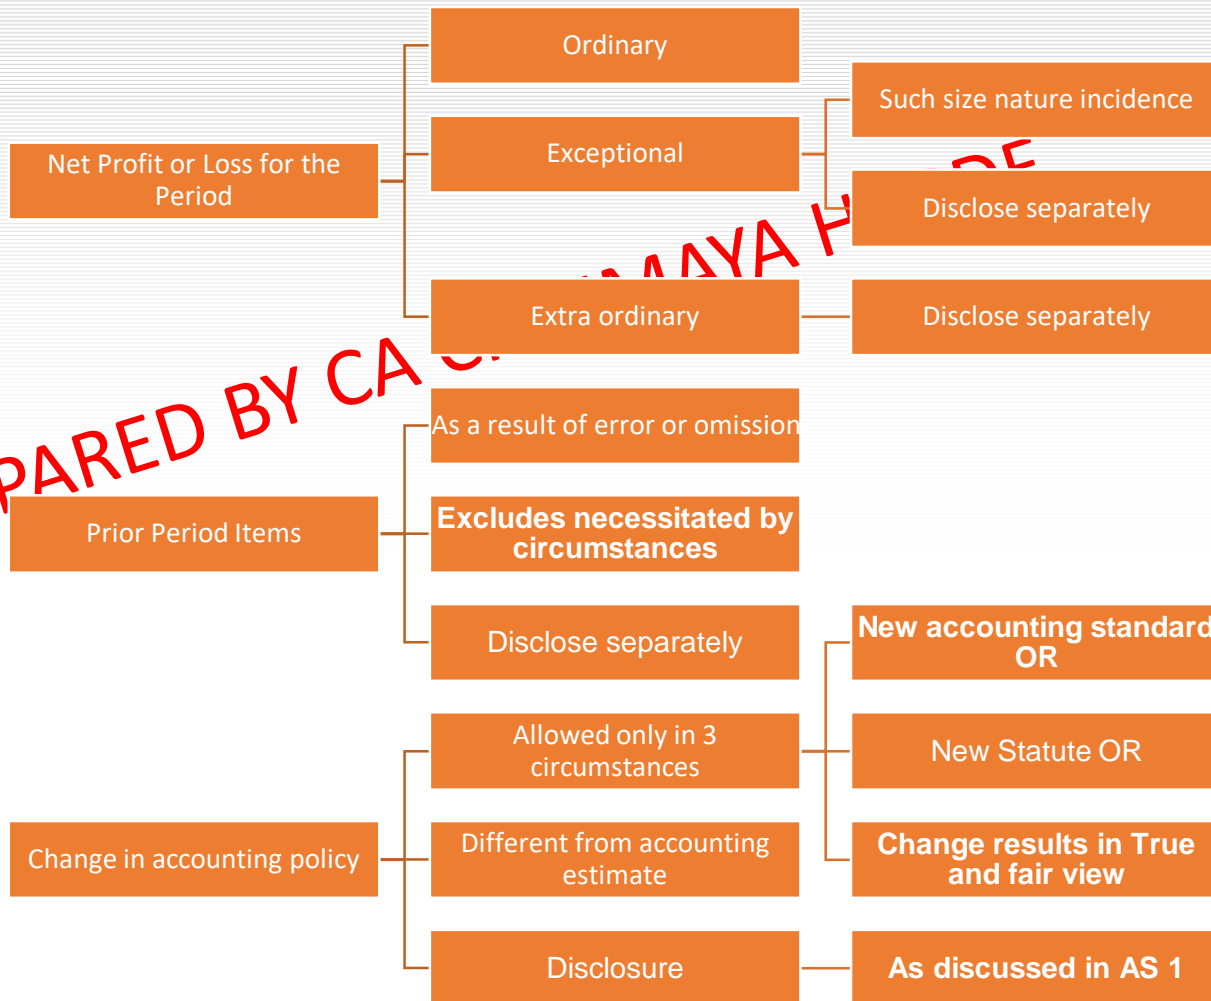 Ordinary
Such size nature incidence
Net Profit or Loss for the
Period
Exceptional
Disclose separately
Extra ordinary
Disclose separately
BY CA
As a result of error or omission
Prior Period Items
Excludes necessitated by
circumstances
Disclose separately
New accounting standard
OR
Allowed only in 3
circumstances
New Statute OR
Change in accounting policy
Different from accounting
estimate
Change results in True
and fair view
Disclosure
As discussed in AS 1